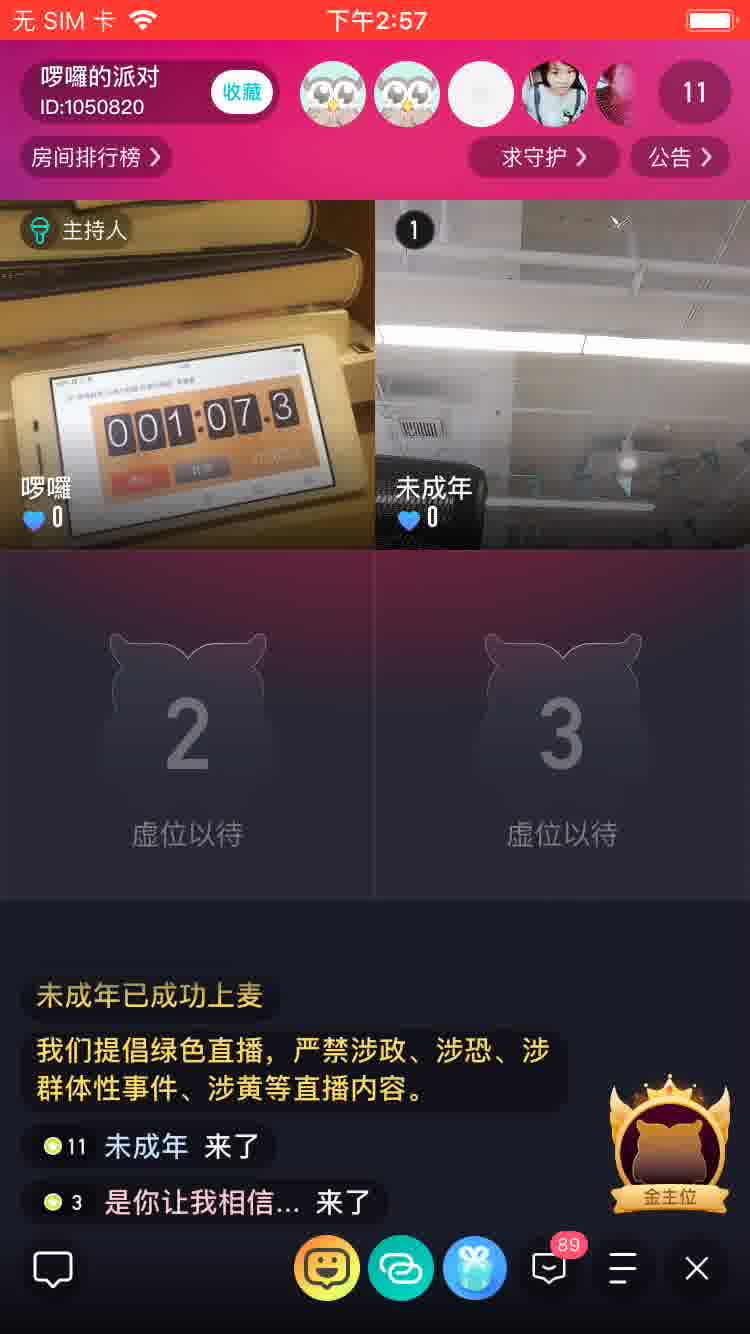 无 SIM 卡
下午2:57
啰囉的派对
ID:1050820
收藏
11
房间排行榜
求守护
公告
主持人
1
001:07.3
啰囉
0
未成年
0
2
3
虚位以待
虚位以待
未成年已成功上麦
我们提倡绿色直播，严禁涉政、涉恐、涉
群体性事件、涉黄等直播内容。
11 未成年 来了
3 是你让我相信... 来了
金主位
89